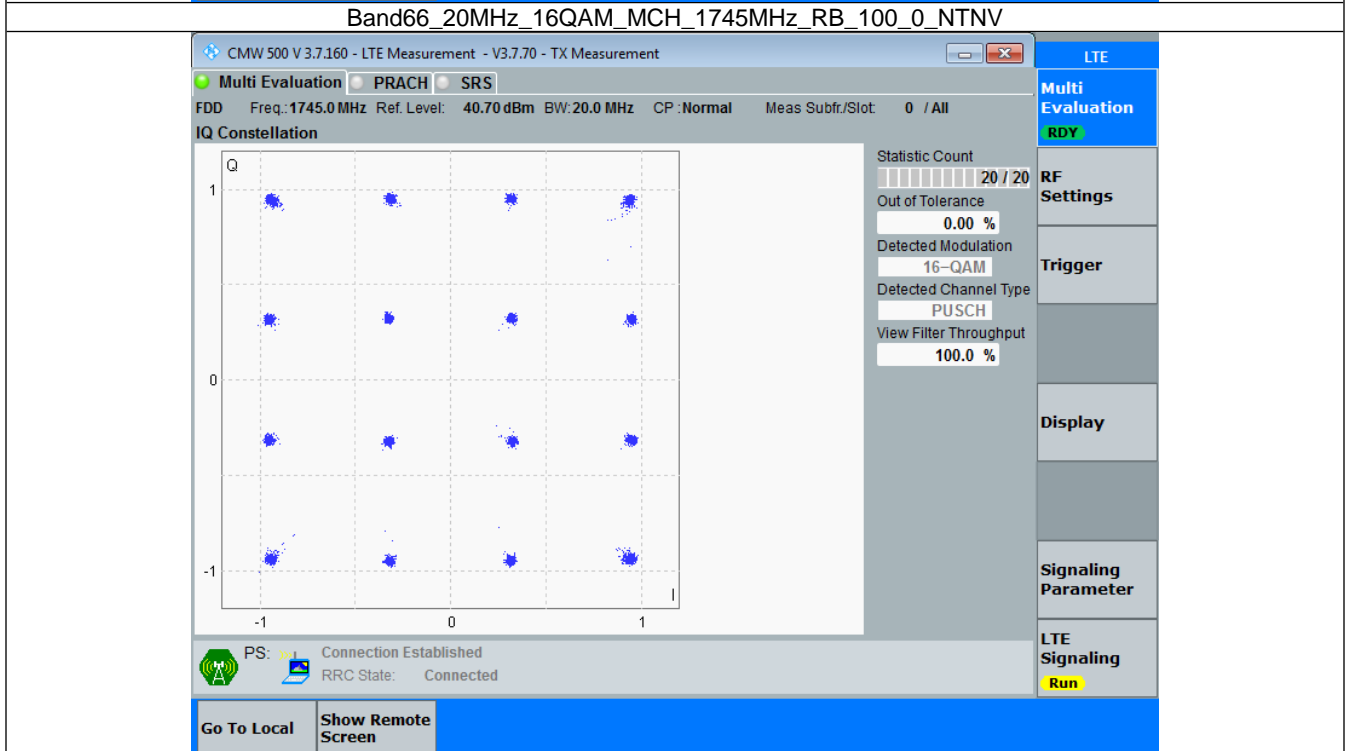 Band66_20MHz_16QAM_MCH_1745MHz_RB_100_0_NTNV
CMW 500 V 3.7.160 - LTE Measurement - V3.7.70 - TX Measurement
LTE
Multi Evaluation PRACH SRS
FDD Freq.:1745.0 MHz Ref. Level: 40.70 dBm BW:20.0 MHz CP :Normal Meas Subfr./Slot: 0 / All
IQ Constellation
Multi
Evaluation
RDY
Q
1
0
-1
-1 0 1
I
Statistic Count
20 / 20
Out of Tolerance
0.00 %
Detected Modulation
16-QAM
Detected Channel Type
PUSCH
View Filter Throughput
100.0 %
RF
Settings
Trigger
Display
Signaling
Parameter
LTE
Signaling
Run
PS: Connection Established
RRC State: Connected
Go To Local
Show Remote
Screen